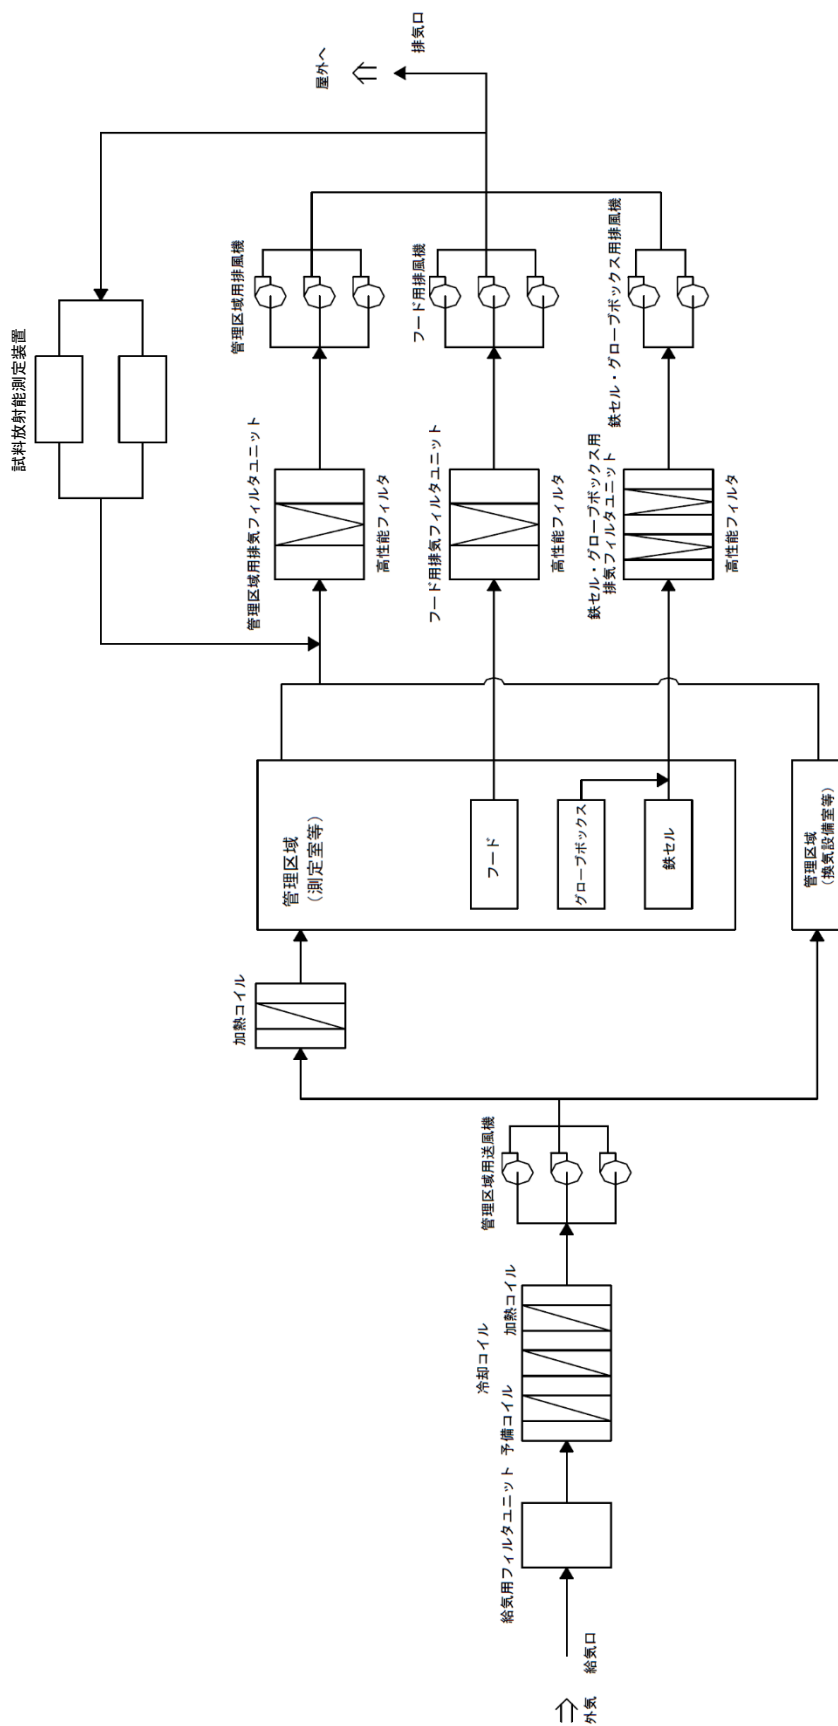 外気
給気口
給気用フィルタユニット
予備コイル
冷却コイル
加熱コイル
管理区域用送風機
加熱コイル
管理区域
(測定室等)
フード
グローブボックス
鉄セル
管理区域
(換気設備室等)
試料放射能測定装置
管理区域用排気フィルタユニット
高性能フィルタ
フード用排気フィルタユニット
高性能フィルタ
鉄セル・グローブボックス用
排気フィルタユニット
高性能フィルタ
管理区域用排風機
フード用排風機
鉄セル・グローブボックス用排風機
屋外へ
排気口